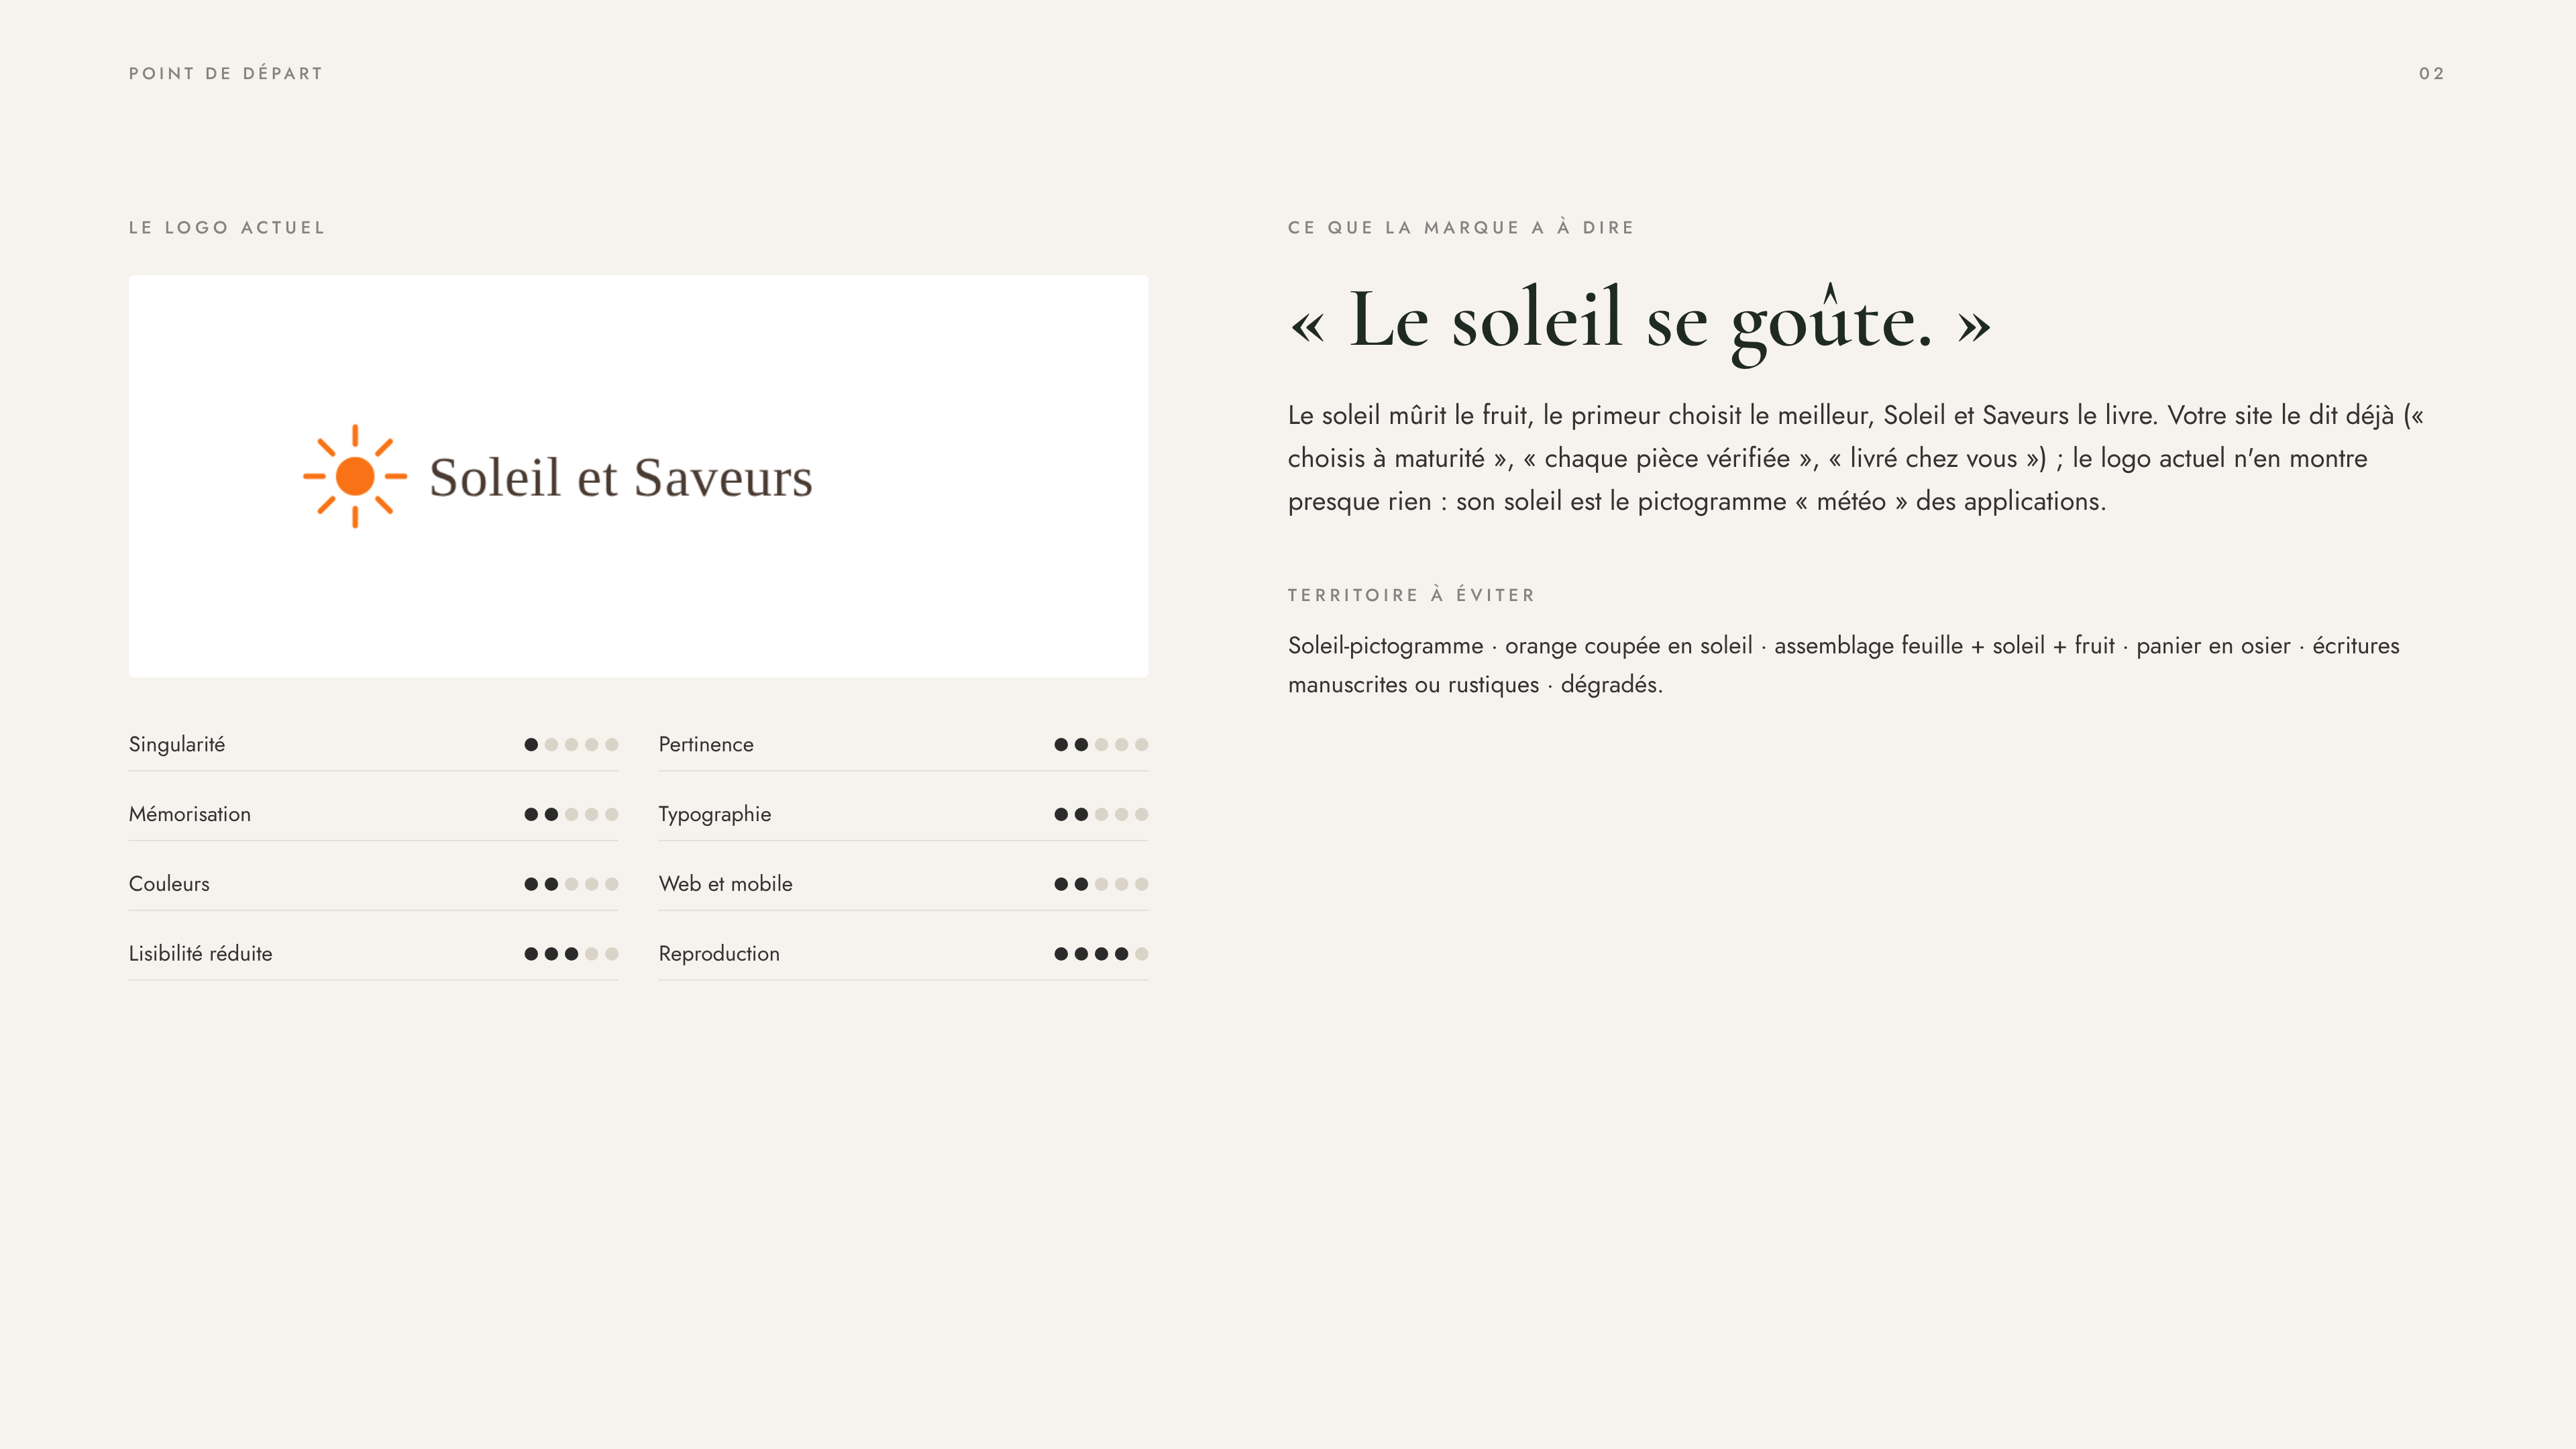 POINT DE DÉPART
02
LE LOGO ACTUEL
Soleil et Saveurs
Singularité
Pertinence
Mémorisation
Typographie
Couleurs
Web et mobile
Lisibilité réduite
Reproduction
CE QUE LA MARQUE A À DIRE
« Le soleil se goûte. »
Le soleil mûrit le fruit, le primeur choisit le meilleur, Soleil et Saveurs le livre. Votre site le dit déjà («
choisis à maturité », « chaque pièce vérifiée », « livré chez vous ») ; le logo actuel n'en montre
presque rien : son soleil est le pictogramme « météo » des applications.
TERRITOIRE À ÉVITER
Soleil-pictogramme · orange coupée en soleil · assemblage feuille + soleil + fruit · panier en osier · écritures
manuscrites ou rustiques · dégradés.